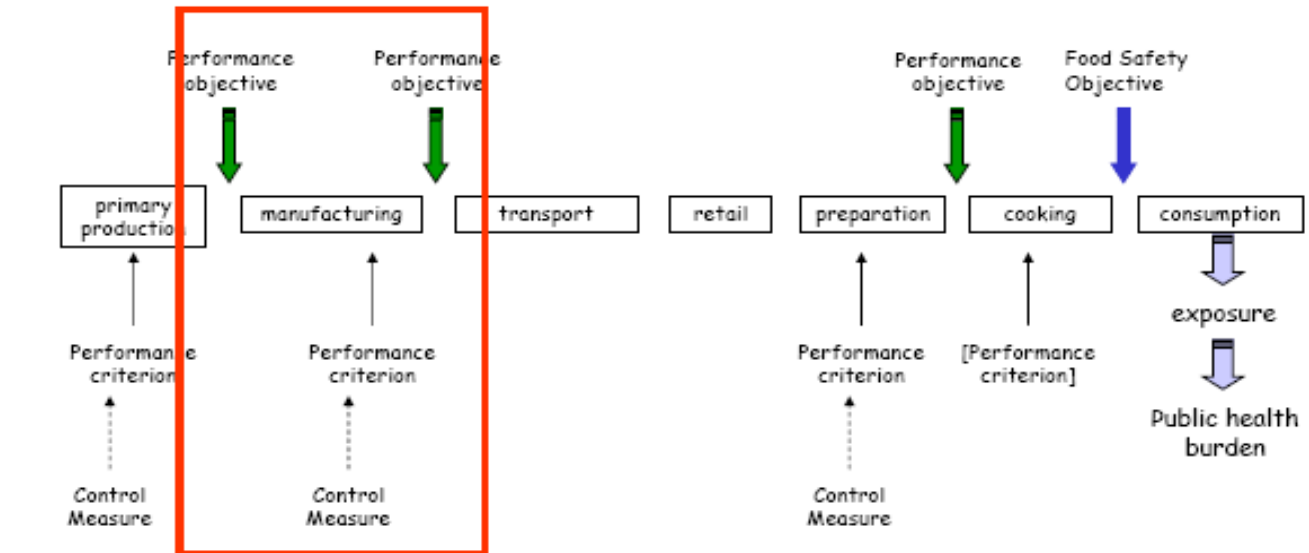 Performance
objective
Performance
objective
Performance
objective
Food Safety
Objective
primary
production
manufacturing
transport
retail
preparation
cooking
consumption
Performance
criterion
Performance
criterion
Performance
criterion
[Performance
criterion]
exposure
Public health
burden
Control
Measure
Control
Measure
Control
Measure